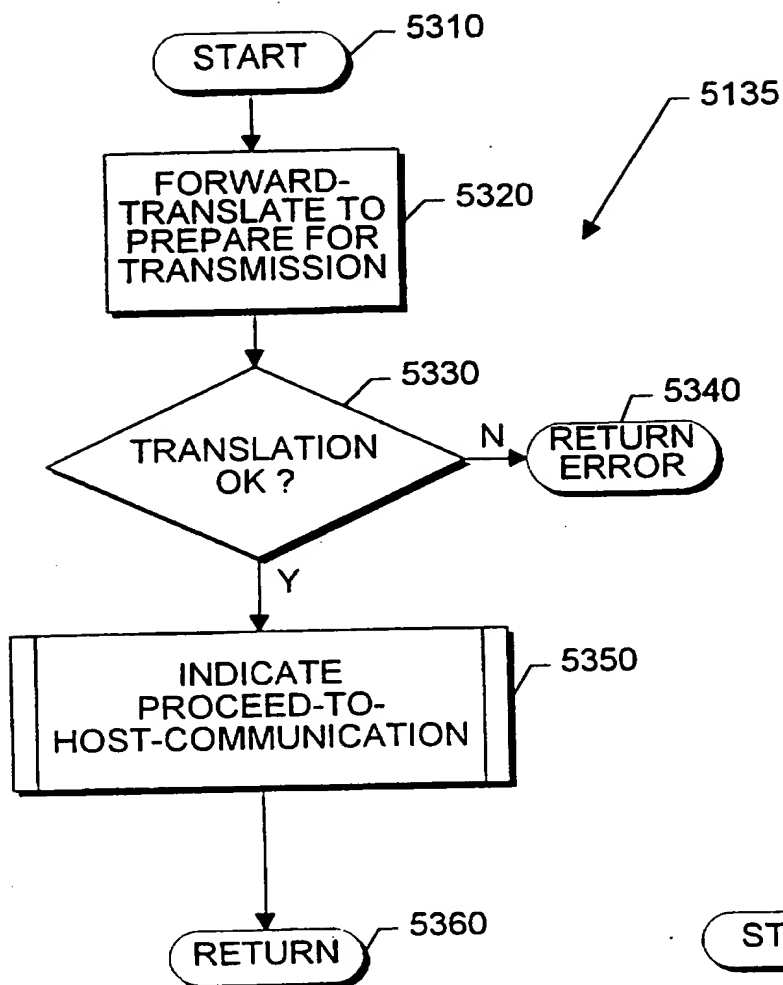 START
5310
5135
FORWARD-
TRANSLATE TO
PREPARE FOR
TRANSMISSION
5320
5330
TRANSLATION
OK ?
N
5340
RETURN
ERROR
Y
INDICATE
PROCEED-TO-
HOST-COMMUNICATION
5350
RETURN
5360
ST